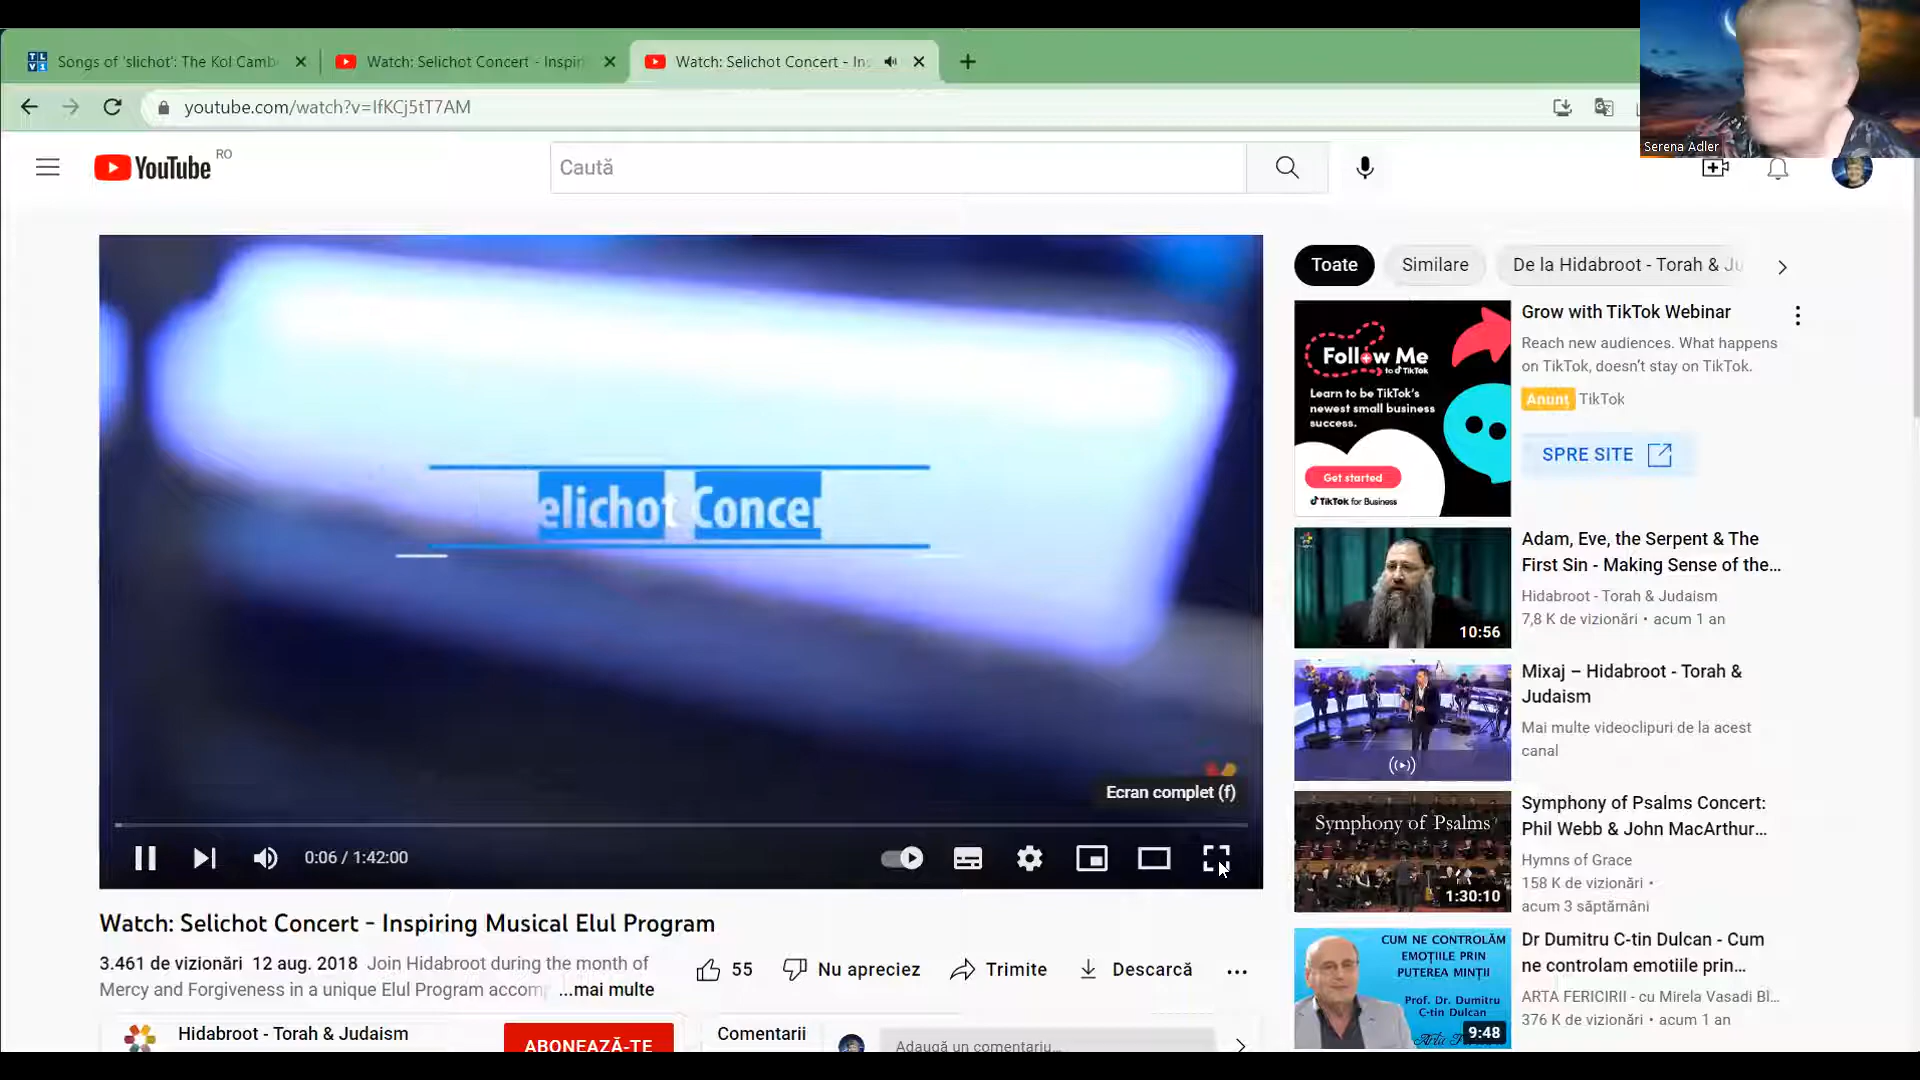 Songs of 'slichot': The Kol Camb
Watch: Selichot Concert - Inspiri
Watch: Selichot Concert - In
youtube.com/watch?v=IfKCj5tT7AM
Serena Adler
YouTube RO
Caută
elichot Concer
Ecran complet (f)
0:06 / 1:42:00
Watch: Selichot Concert - Inspiring Musical Elul Program
3.461 de vizionări 12 aug. 2018 Join Hidabroot during the month of
Mercy and Forgiveness in a unique Elul Program accomp ...mai multe
55
Nu apreciez
Trimite
Descarcă
Hidabroot - Torah & Judaism
ABONEAZĂ-TE
Comentarii
Adaugă un comentariu...
Toate
Similare
De la Hidabroot - Torah & Ju
Follow Me
to TikTok
Learn to be TikTok's
newest small business
success.
Get started
TikTok for Business
Grow with TikTok Webinar
Reach new audiences. What happens
on TikTok, doesn't stay on TikTok.
Anunț TikTok
SPRE SITE
10:56
Adam, Eve, the Serpent & The
First Sin - Making Sense of the...
Hidabroot - Torah & Judaism
7,8 K de vizionări • acum 1 an
Mixaj – Hidabroot - Torah &
Judaism
Mai multe videoclipuri de la acest
canal
Symphony of Psalms
1:30:10
Symphony of Psalms Concert:
Phil Webb & John MacArthur...
Hymns of Grace
158 K de vizionări •
acum 3 săptămâni
CUM NE CONTROLĂM
EMOȚIILE PRIN
PUTEREA MINȚII
Prof. Dr. Dumitru
C-tin Dulcan
9:48
Dr Dumitru C-tin Dulcan - Cum
ne controlam emotiile prin...
ARTA FERICIRII - cu Mirela Vasadi Bl...
376 K de vizionări • acum 1 an